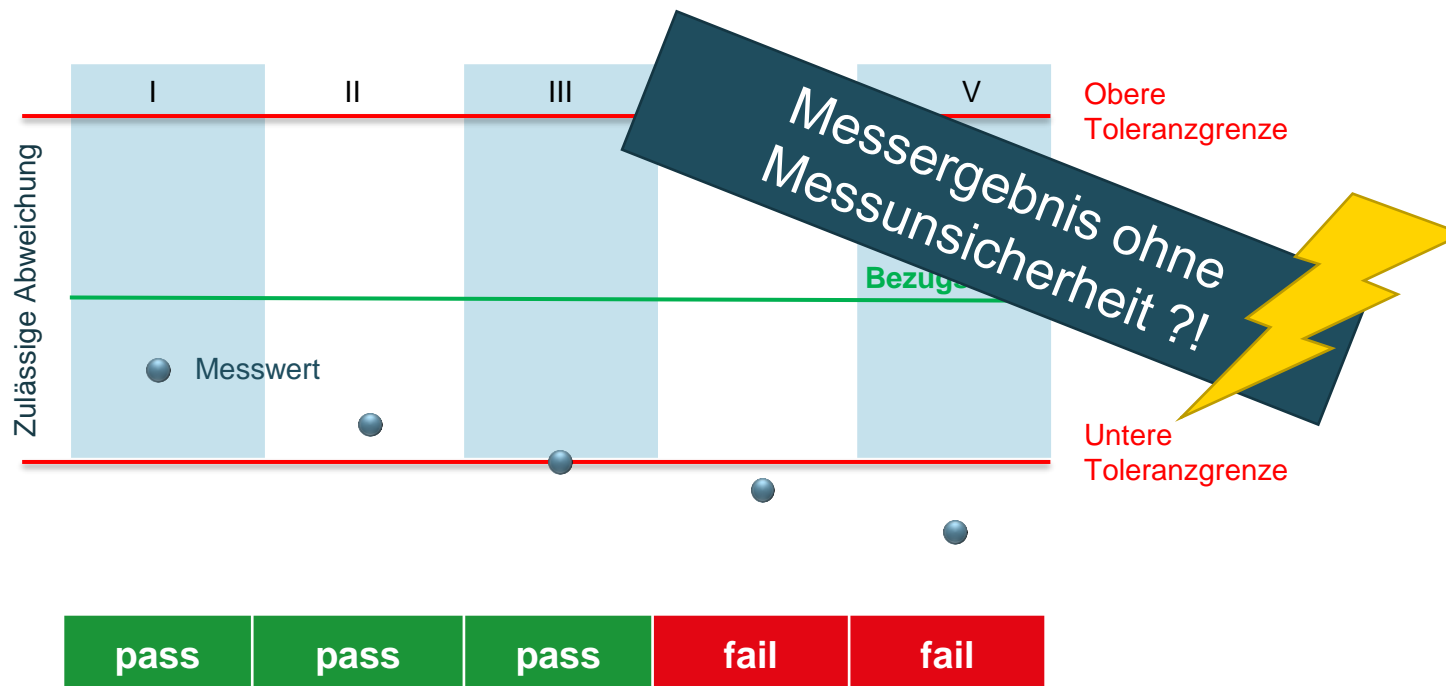 I
II
III
V
Obere
Toleranzgrenze
Zulässige Abweichung
Messergebnis ohne
Messunsicherheit ?!
Messwert
Untere
Toleranzgrenze
pass
pass
pass
fail
fail